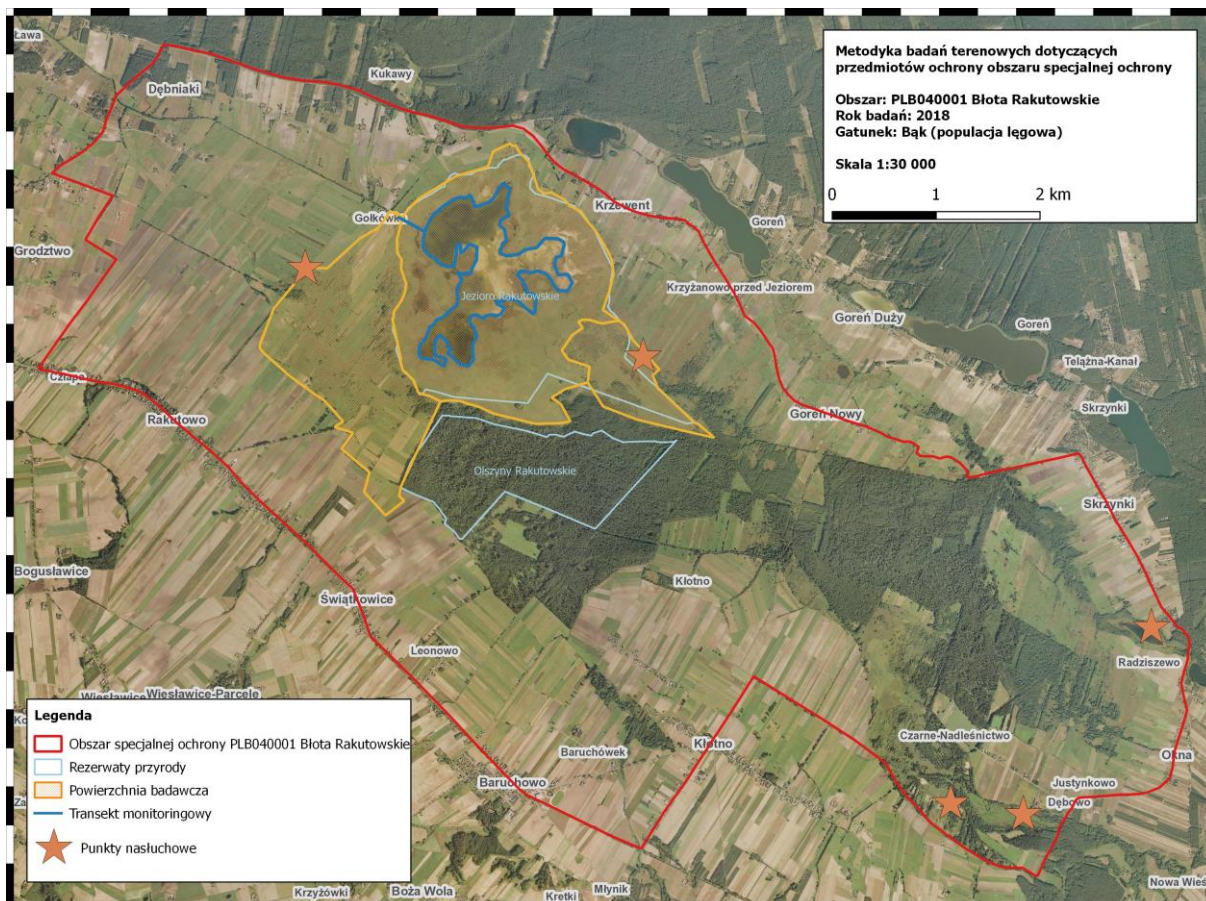 Metodyka badań terenowych dotyczących
przedmiotów ochrony obszaru specjalnej ochrony
Obszar: PLB040001 Błota Rakutowskie
Rok badań: 2018
Gatunek: Bąk (populacja lęgowa)
Skala 1:30 000
0 1 2 km
Ława
Kukawy
Dębniaki
Krzewent
Gołkówka
Goreń
Grodztwo
Krzyżanowo przed Jeziorem
Jezioro Rakutowskie
Goreń Duży
Goreń
Telążna-Kanał
Człapa
Skrzynki
Rakutowo
Goreń Nowy
Olszyny Rakutowskie
Skrzynki
Bogusławice
Kłotno
Świątkowice
Leonowo
Radziszewo
Wiesławice
Wiesławice-Parcele
Czarne-Nadleśnictwo
Kłotno
Baruchówek
Okna
Baruchowo
Justynkowo
Dębowo
Legenda
Obszar specjalnej ochrony PLB040001 Błota Rakutowskie
Rezerwaty przyrody
Powierzchnia badawcza
Transekt monitoringowy
Punkty nasłuchowe
Krzyżówki
Boża Wola
Kretki
Młynik
Nowa Wieś